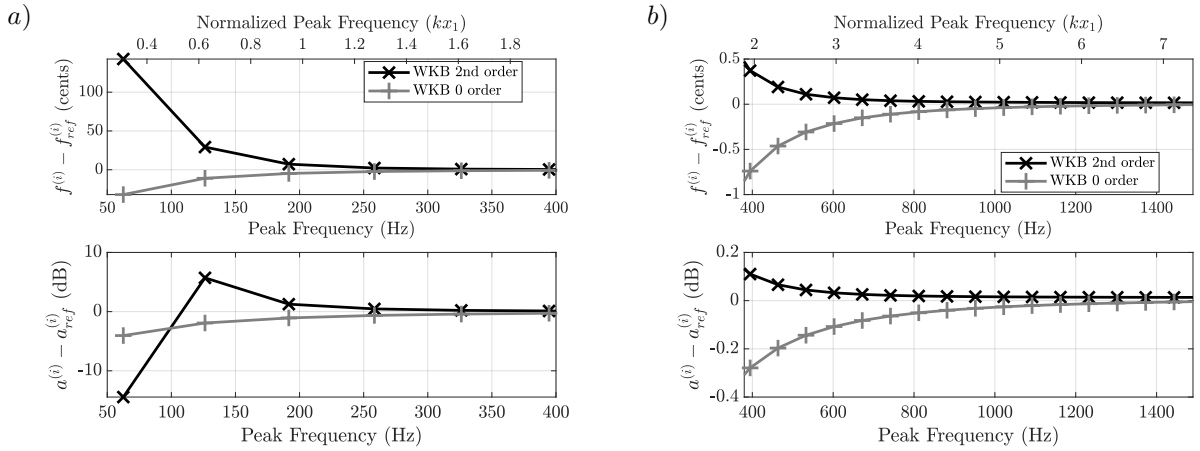 a)
Normalized Peak Frequency (kx₁)
0.4 0.6 0.8 1 1.2 1.4 1.6 1.8
f⁽ⁱ⁾ − f_ref⁽ⁱ⁾ (cents)
100
50
0
WKB 2nd order
WKB 0 order
50 100 150 200 250 300 350 400
Peak Frequency (Hz)
a⁽ⁱ⁾ − a_ref⁽ⁱ⁾ (dB)
10
0
-10
50 100 150 200 250 300 350 400
Peak Frequency (Hz)
b)
Normalized Peak Frequency (kx₁)
2 3 4 5 6 7
f⁽ⁱ⁾ − f_ref⁽ⁱ⁾ (cents)
0.5
0
-0.5
-1
WKB 2nd order
WKB 0 order
400 600 800 1000 1200 1400
Peak Frequency (Hz)
a⁽ⁱ⁾ − a_ref⁽ⁱ⁾ (dB)
0.2
0
-0.2
-0.4
400 600 800 1000 1200 1400
Peak Frequency (Hz)